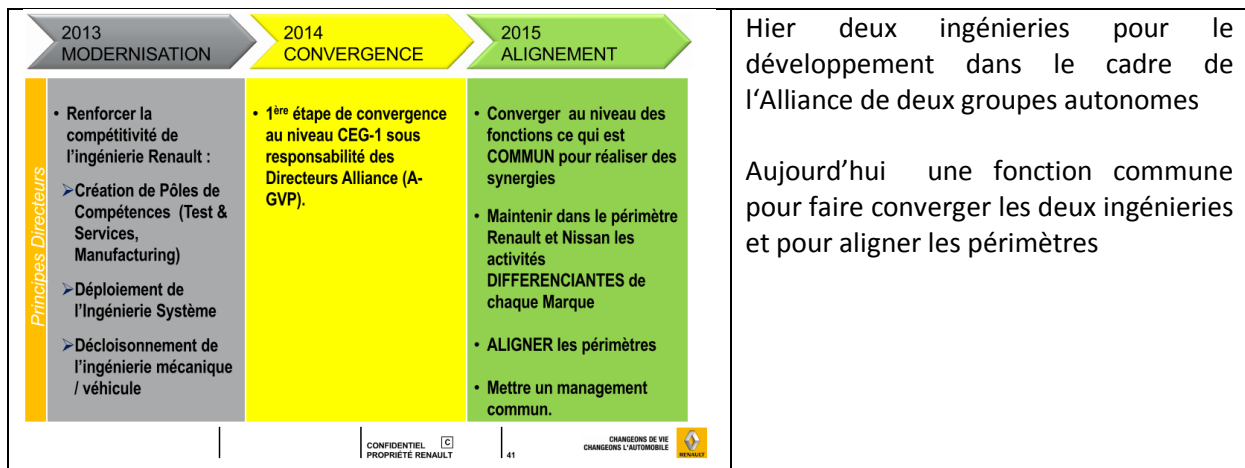 2013
MODERNISATION
2014
CONVERGENCE
2015
ALIGNEMENT
Principes Directeurs
• Renforcer la
compétitivité de
l'ingénierie Renault :
➢Création de Pôles de
Compétences (Test &
Services,
Manufacturing)
➢Déploiement de
l'Ingénierie Système
➢Décloisonnement de
l'ingénierie mécanique
/ véhicule
• 1ère étape de convergence
au niveau CEG-1 sous
responsabilité des
Directeurs Alliance (A-
GVP).
• Converger au niveau des
fonctions ce qui est
COMMUN pour réaliser des
synergies
• Maintenir dans le périmètre
Renault et Nissan les
activités
DIFFERENCIANTES de
chaque Marque
• ALIGNER les périmètres
• Mettre un management
commun.
CONFIDENTIEL C
PROPRIÉTÉ RENAULT
41
CHANGEONS DE VIE
CHANGEONS L'AUTOMOBILE
RENAULT
Hier deux ingénieries pour le
développement dans le cadre de
l‘Alliance de deux groupes autonomes
Aujourd’hui une fonction commune
pour faire converger les deux ingénieries
et pour aligner les périmètres